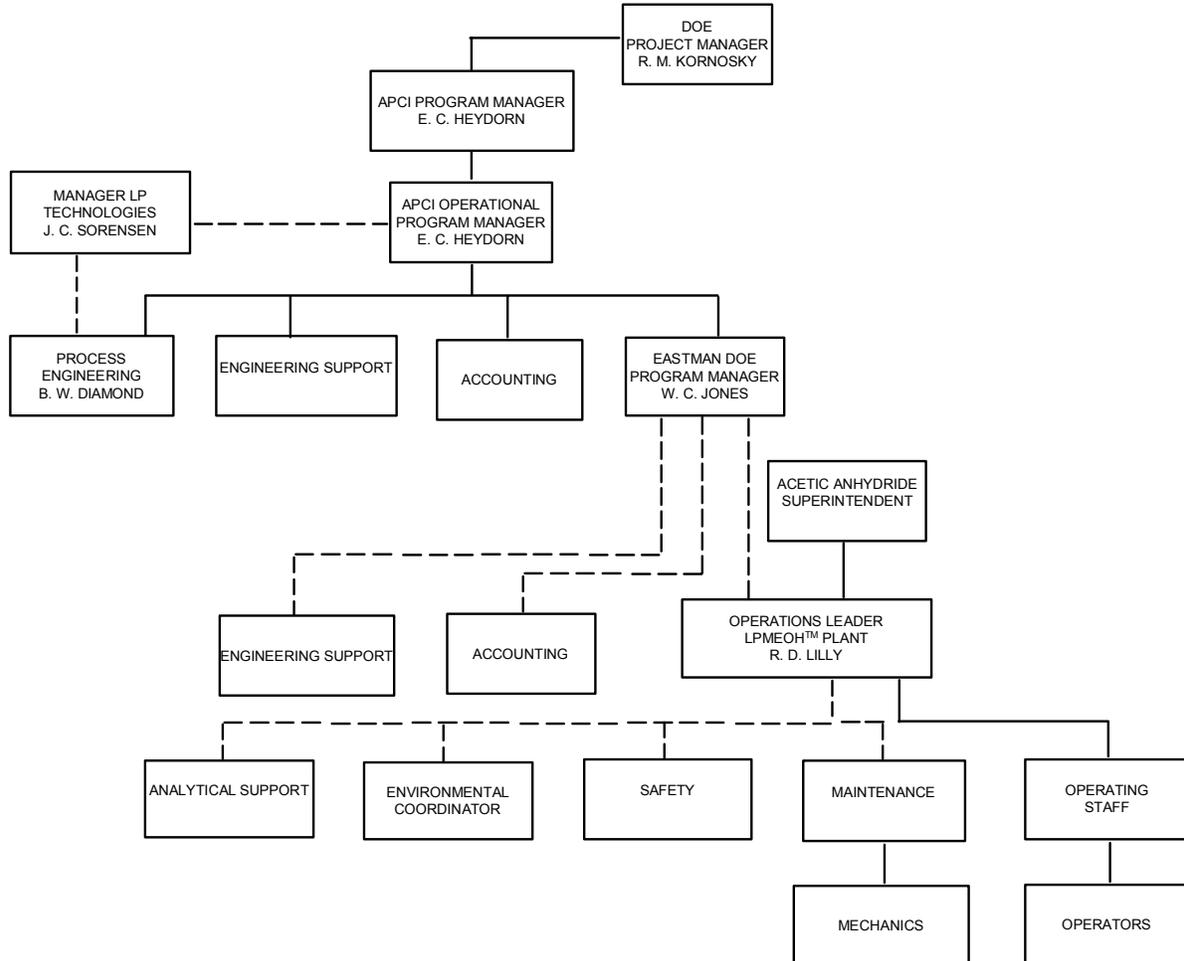 DOE
PROJECT MANAGER
R. M. KORNOSKY
APCI PROGRAM MANAGER
E. C. HEYDORN
MANAGER LP
TECHNOLOGIES
J. C. SORENSEN
APCI OPERATIONAL
PROGRAM MANAGER
E. C. HEYDORN
PROCESS
ENGINEERING
B. W. DIAMOND
ENGINEERING SUPPORT
ACCOUNTING
EASTMAN DOE
PROGRAM MANAGER
W. C. JONES
ACETIC ANHYDRIDE
SUPERINTENDENT
ENGINEERING SUPPORT
ACCOUNTING
OPERATIONS LEADER
LPMEOH™ PLANT
R. D. LILLY
ANALYTICAL SUPPORT
ENVIRONMENTAL
COORDINATOR
SAFETY
MAINTENANCE
OPERATING
STAFF
MECHANICS
OPERATORS